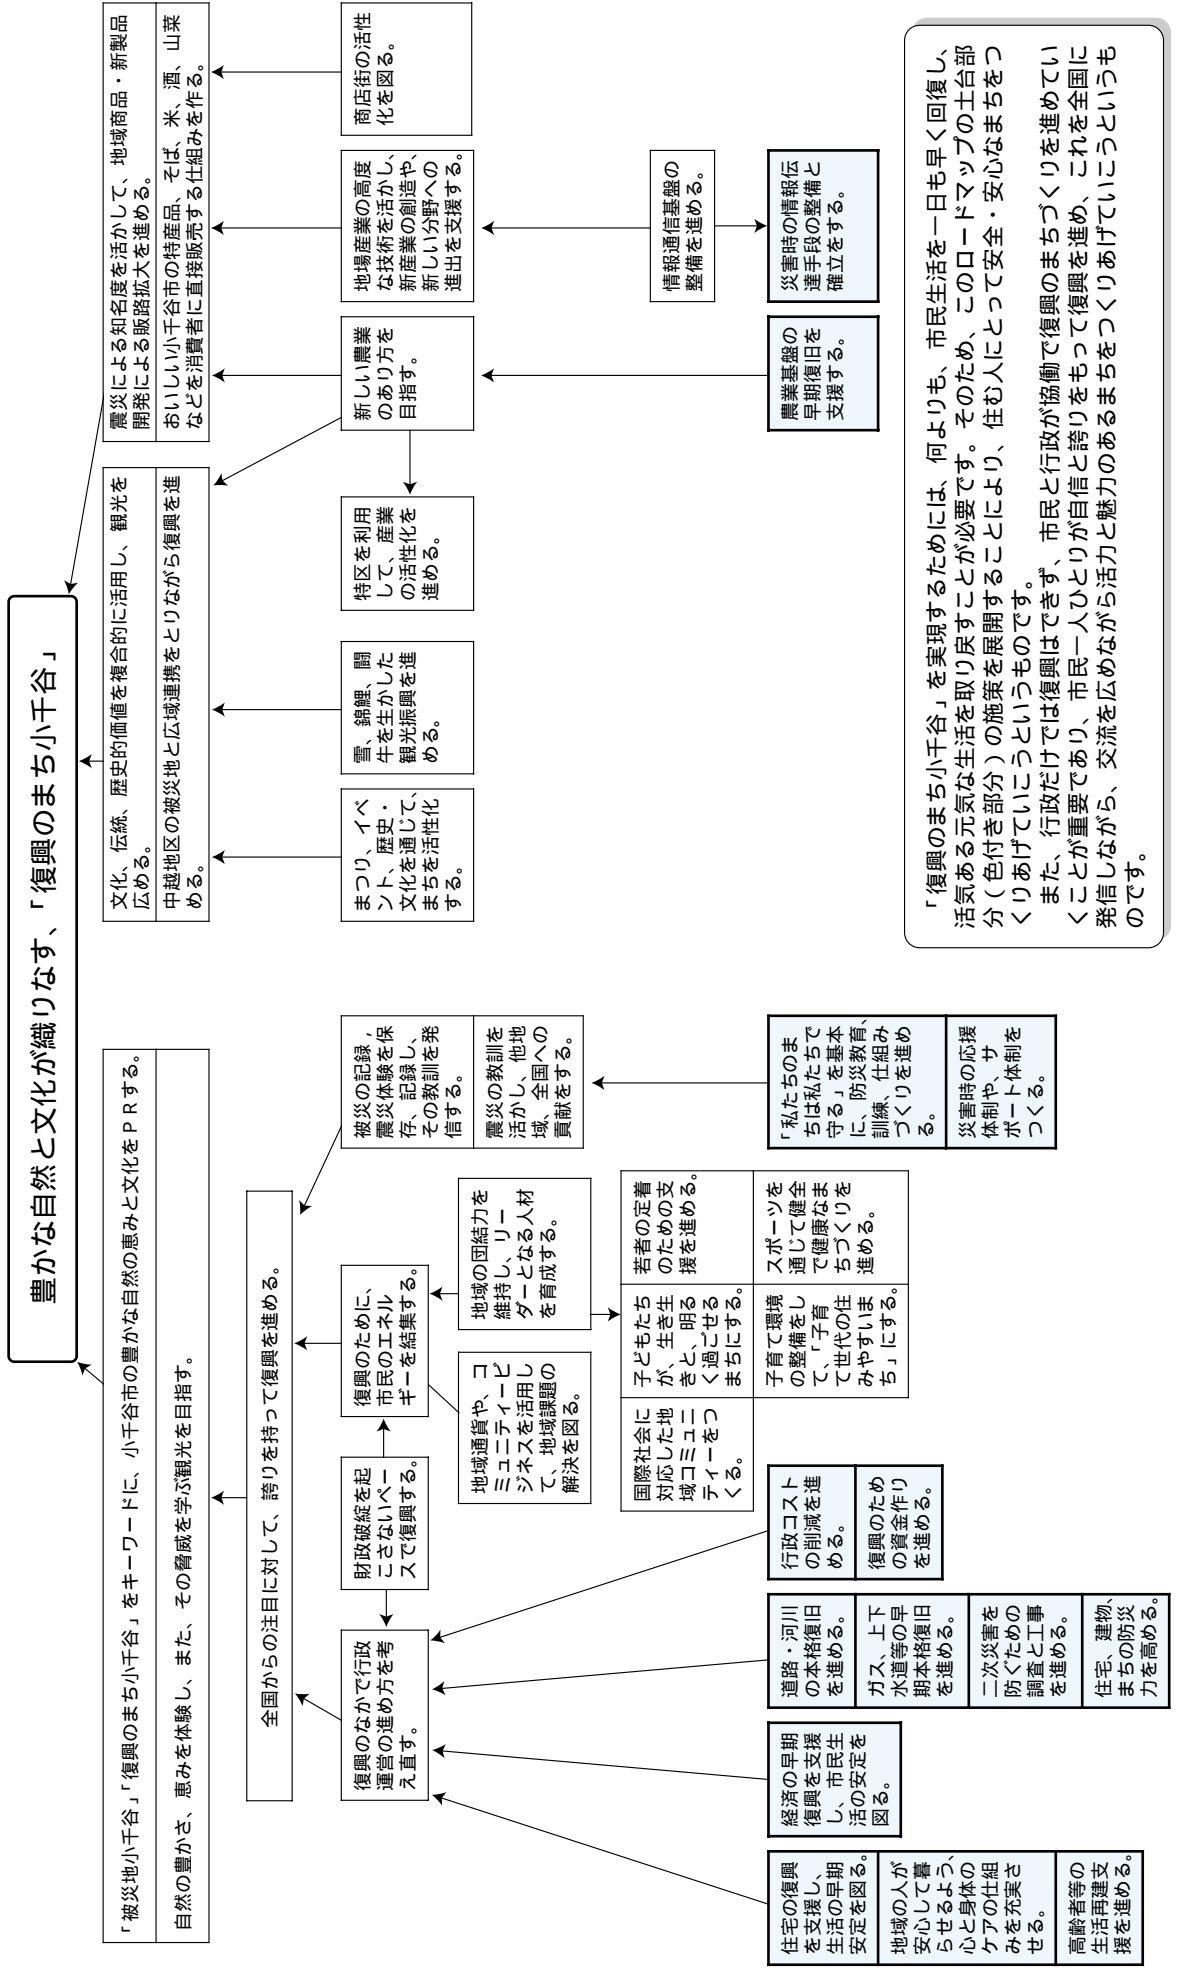 豊かな自然と文化が織りなす、「復興のまち小千谷」
「被災地小千谷」「復興のまち小千谷」をキーワードに、小千谷市の豊かな自然の恵みと文化をＰＲする。
自然の豊かさ、恵みを体験し、また、その脅威を学ぶ観光を目指す。
文化、伝統、歴史的価値を複合的に活用し、観光を
広める。
中越地区の被災地と広域連携をとりながら復興を進
める。
震災による知名度を活かして、地域商品・新製品
開発による販路拡大を進める。
おいしい小千谷市の特産品、そば、米、酒、山菜
などを消費者に直接販売する仕組みを作る。
全国からの注目に対して、誇りを持って復興を進める。
復興のなかで行政
運営の進め方を考
え直す。
財政破綻を起
こさないペー
スで復興する。
復興のために、
市民のエネル
ギーを結集する。
被災の記録，
震災体験を保
存、記録し、
その教訓を発
信する。
震災の教訓を
活かし、他地
域、全国への
貢献をする。
まつり、イベ
ント、歴史・
文化を通じて、
まちを活性化
する。
雪、錦鯉、闘
牛を生かした
観光振興を進
める。
特区を利用
して、産業
の活性化を
進める。
新しい農業
のあり方を
目指す。
地場産業の高度
な技術を活かし、
新産業の創造や、
新しい分野への
進出を支援する。
商店街の活性
化を図る。
地域通貨や、コ
ミュニティービ
ジネスを活用し
て、地域課題の
解決を図る。
地域の団結力を
維持し、リー
ダーとなる人材
を育成する。
国際社会に
対応した地
域コミュニ
ティーをつ
くる。
子どもたち
が、生き生
きと、明る
く過ごせる
まちにする。
若者の定着
のための支
援を進める。
子育て環境
の整備をし
て、「子育
て世代の住
みやすいま
ち」にする。
スポーツを
通じて健全
で健康なま
ちづくりを
進める。
情報通信基盤の
整備を進める。
住宅の復興
を支援し、
生活の早期
安定を図る。
地域の人が
安心して暮
らせるよう、
心と身体の
ケアの仕組
みを充実さ
せる。
高齢者等の
生活再建支
援を進める。
経済の早期
復興を支援
し、市民生
活の安定を
図る。
道路・河川
の本格復旧
を進める。
ガス、上下
水道等の早
期本格復旧
を進める。
二次災害を
防ぐための
調査と工事
を進める。
住宅、建物、
まちの防災
力を高める。
行政コスト
の削減を進
める。
復興のため
の資金作り
を進める。
「私たちのま
ちは私たちで
守る」を基本
に、防災教育、
訓練、仕組み
づくりを進め
る。
災害時の応援
体制や、サ
ポート体制を
つくる。
農業基盤の
早期復旧を
支援する。
災害時の情報伝
達手段の整備と
確立をする。
「復興のまち小千谷」を実現するためには、何よりも、市民生活を一日も早く回復し、
活気ある元気な生活を取り戻すことが必要です。そのため、このロードマップの土台部
分（色付き部分）の施策を展開することにより、住む人にとって安全・安心なまちをつ
くりあげていこうというものです。
また、行政だけでは復興はできず、市民と行政が協働で復興のまちづくりを進めてい
くことが重要であり、市民一人ひとりが自信と誇りをもって復興を進め、これを全国に
発信しながら、交流を広めながら活力と魅力のあるまちをつくりあげていこうというも
のです。